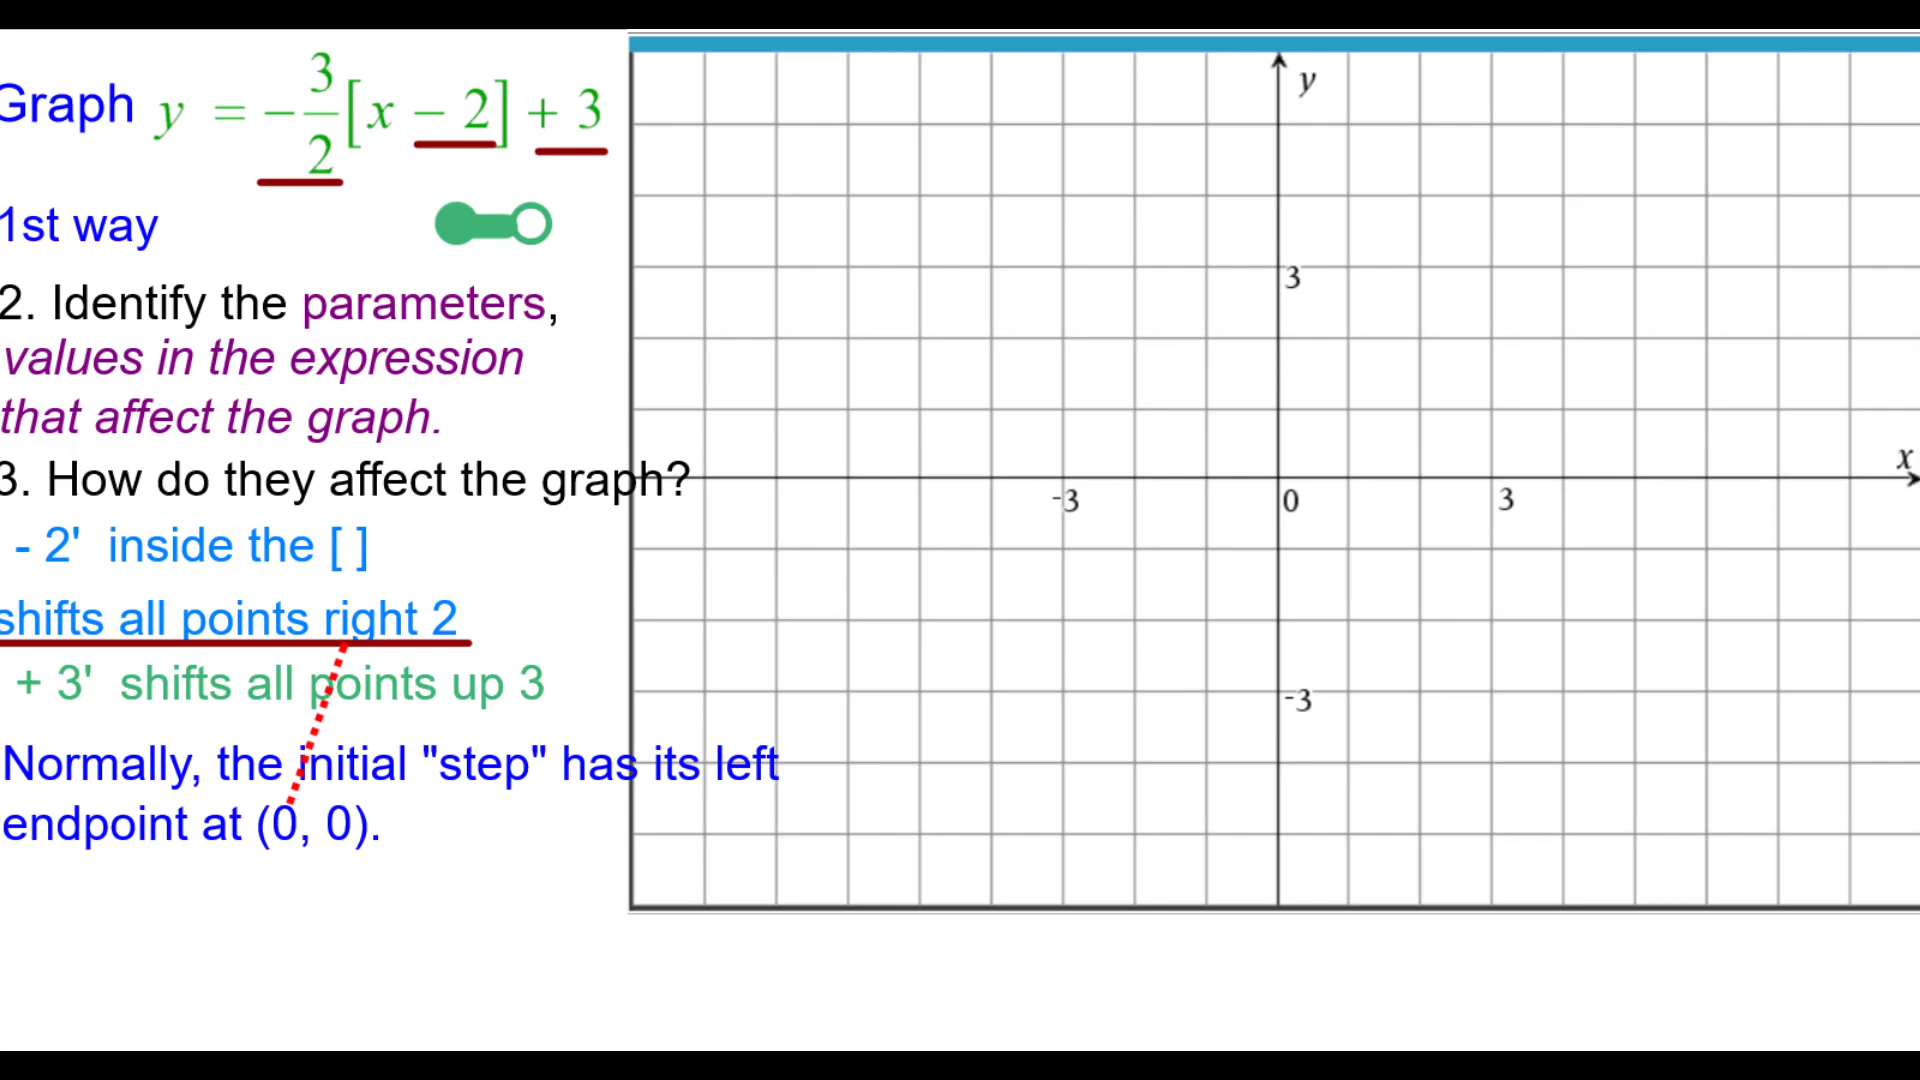 Graph y = -3/2[x - 2] + 3
1st way
2. Identify the parameters,
values in the expression
that affect the graph.
3. How do they affect the graph?
- 2' inside the [ ]
shifts all points right 2
+ 3' shifts all points up 3
Normally, the initial "step" has its left
endpoint at (0, 0).
y
3
x
-3 0 3
-3